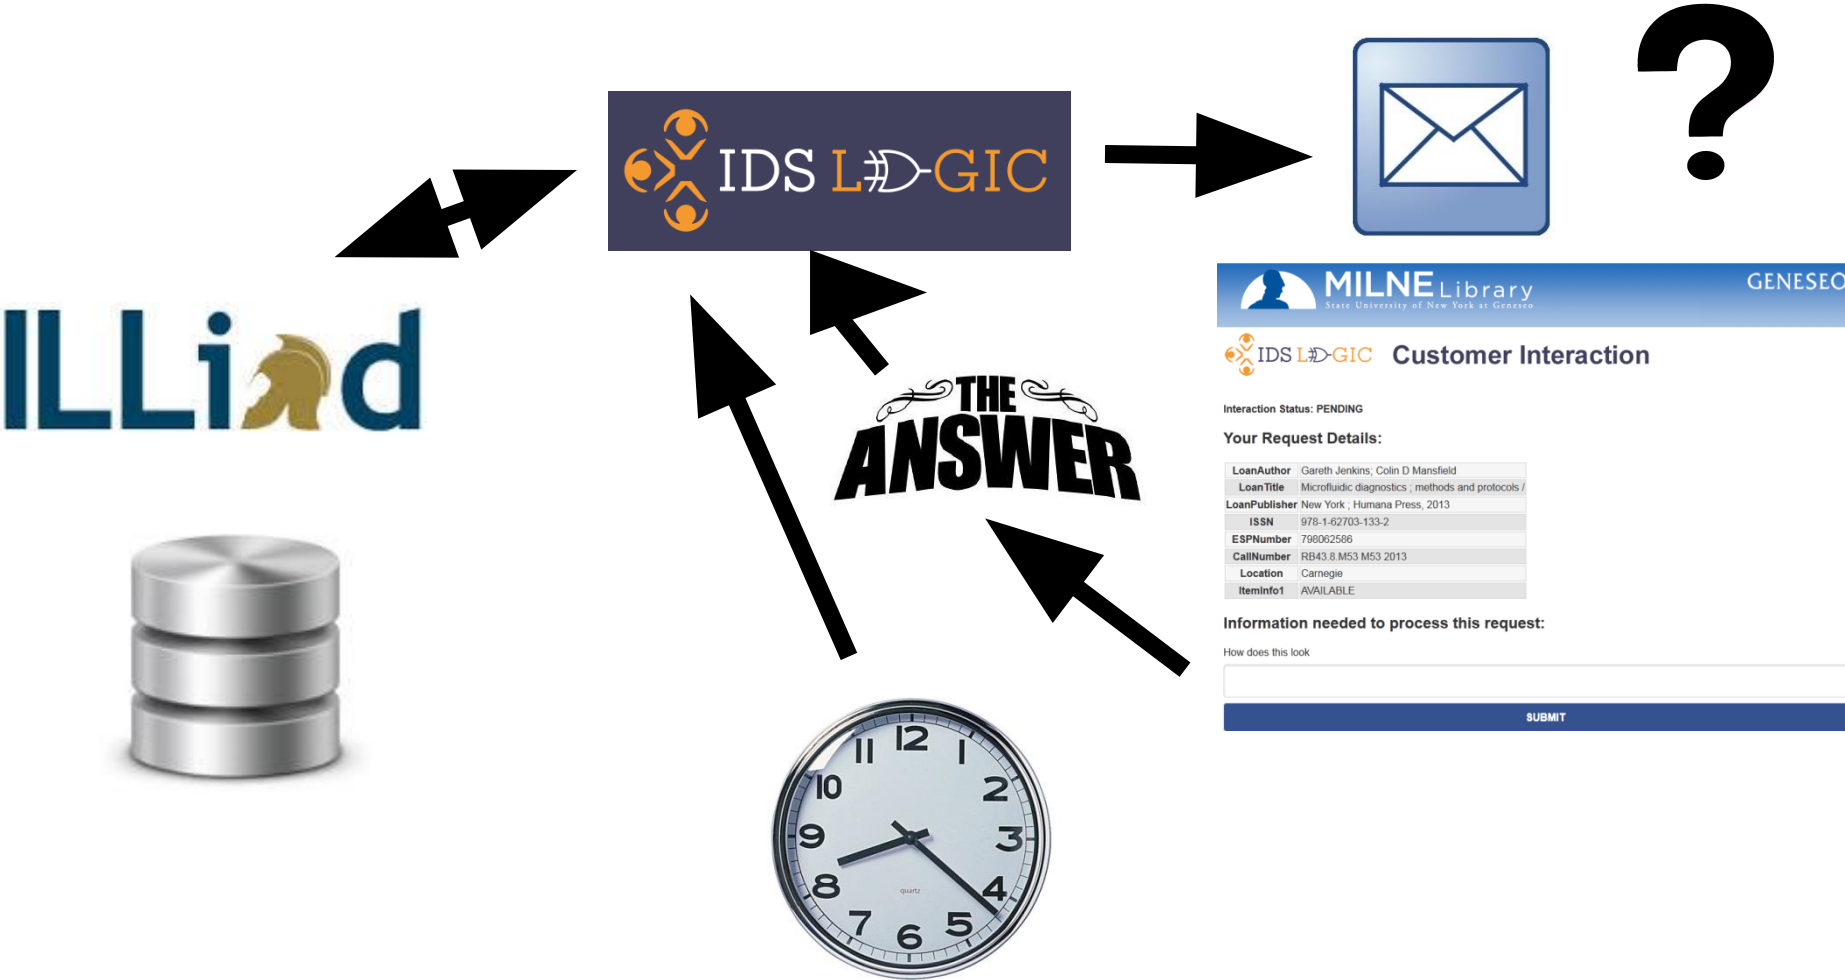 ?
IDS LOGIC
ILLiad
THE
ANSWER
MILNE Library
State University of New York at Geneseo
GENESEO
IDS LOGIC Customer Interaction
Interaction Status: PENDING
Your Request Details:
LoanAuthor Gareth Jenkins; Colin D Mansfield
LoanTitle Microfluidic diagnostics ; methods and protocols /
LoanPublisher New York ; Humana Press, 2013
ISSN 978-1-62703-133-2
ESPNumber 798062586
CallNumber RB43.8.M53 M53 2013
Location Carnegie
ItemInfo1 AVAILABLE
Information needed to process this request:
How does this look
SUBMIT
12
1
2
3
4
5
6
7
8
9
10
11
quartz